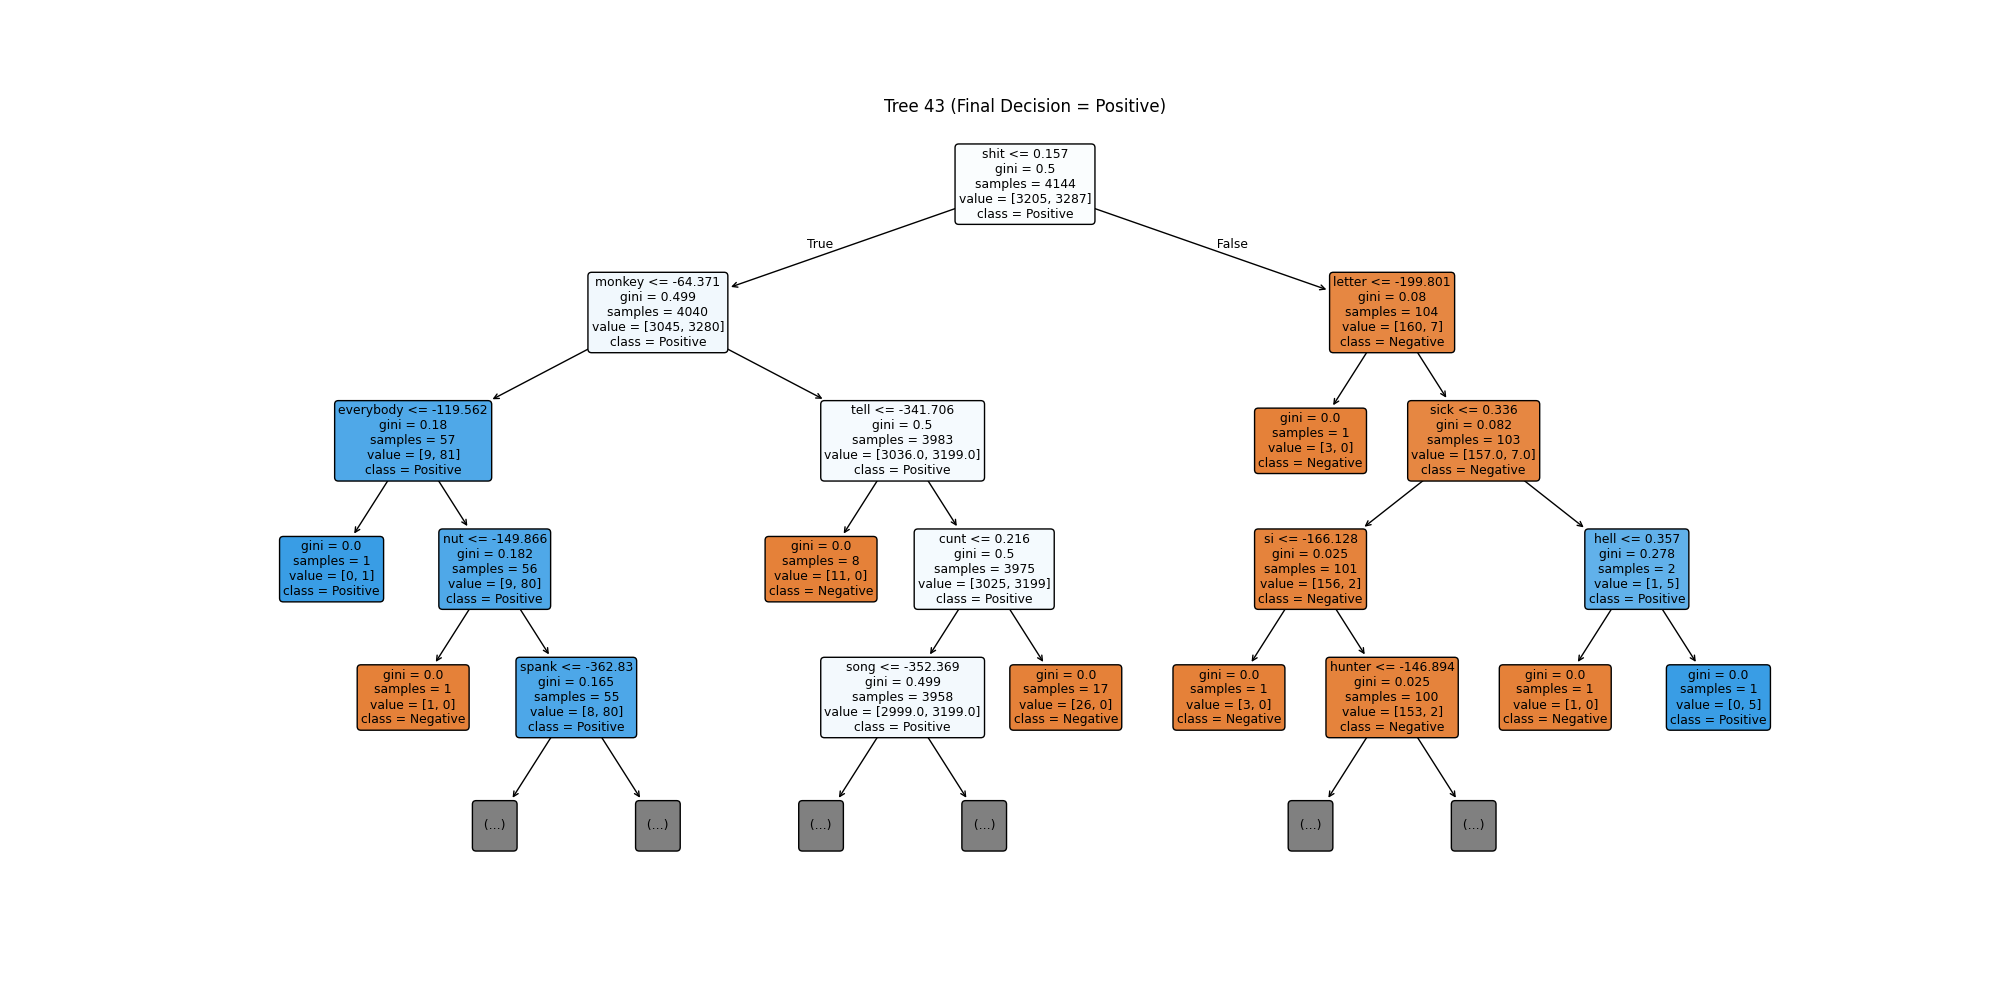 Tree 43 (Final Decision = Positive)
shit <= 0.157
gini = 0.5
samples = 4144
value = [3205, 3287]
class = Positive
True
False
monkey <= -64.371
gini = 0.499
samples = 4040
value = [3045, 3280]
class = Positive
letter <= -199.801
gini = 0.08
samples = 104
value = [160, 7]
class = Negative
everybody <= -119.562
gini = 0.18
samples = 57
value = [9, 81]
class = Positive
tell <= -341.706
gini = 0.5
samples = 3983
value = [3036.0, 3199.0]
class = Positive
gini = 0.0
samples = 1
value = [3, 0]
class = Negative
sick <= 0.336
gini = 0.082
samples = 103
value = [157.0, 7.0]
class = Negative
gini = 0.0
samples = 1
value = [0, 1]
class = Positive
nut <= -149.866
gini = 0.182
samples = 56
value = [9, 80]
class = Positive
gini = 0.0
samples = 8
value = [11, 0]
class = Negative
cunt <= 0.216
gini = 0.5
samples = 3975
value = [3025, 3199]
class = Positive
si <= -166.128
gini = 0.025
samples = 101
value = [156, 2]
class = Negative
hell <= 0.357
gini = 0.278
samples = 2
value = [1, 5]
class = Positive
gini = 0.0
samples = 1
value = [1, 0]
class = Negative
spank <= -362.83
gini = 0.165
samples = 55
value = [8, 80]
class = Positive
song <= -352.369
gini = 0.499
samples = 3958
value = [2999.0, 3199.0]
class = Positive
gini = 0.0
samples = 17
value = [26, 0]
class = Negative
gini = 0.0
samples = 1
value = [3, 0]
class = Negative
hunter <= -146.894
gini = 0.025
samples = 100
value = [153, 2]
class = Negative
gini = 0.0
samples = 1
value = [1, 0]
class = Negative
gini = 0.0
samples = 1
value = [0, 5]
class = Positive
(...)
(...)
(...)
(...)
(...)
(...)